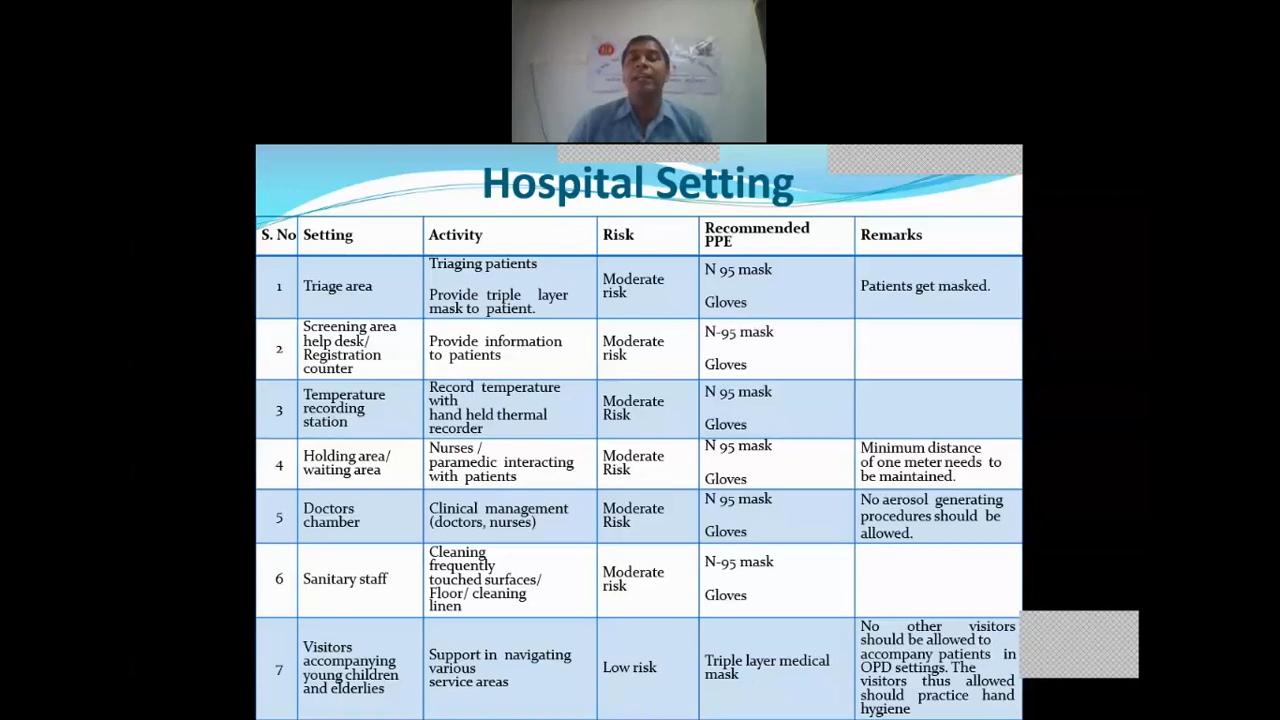 Hospital Setting
S. No Setting Activity Risk Recommended PPE Remarks
1 Triage area Triaging patients Provide triple layer mask to patient. Moderate risk N 95 mask Gloves Patients get masked.
2 Screening area help desk/ Registration counter Provide information to patients Moderate risk N-95 mask Gloves
3 Temperature recording station Record temperature with hand held thermal recorder Moderate Risk N 95 mask Gloves
4 Holding area/ waiting area Nurses / paramedic interacting with patients Moderate Risk N 95 mask Gloves Minimum distance of one meter needs to be maintained.
5 Doctors chamber Clinical management (doctors, nurses) Moderate Risk N 95 mask Gloves No aerosol generating procedures should be allowed.
6 Sanitary staff Cleaning frequently touched surfaces/ Floor/ cleaning linen Moderate risk N-95 mask Gloves
7 Visitors accompanying young children and elderlies Support in navigating various service areas Low risk Triple layer medical mask No other visitors should be allowed to accompany patients in OPD settings. The visitors thus allowed should practice hand hygiene